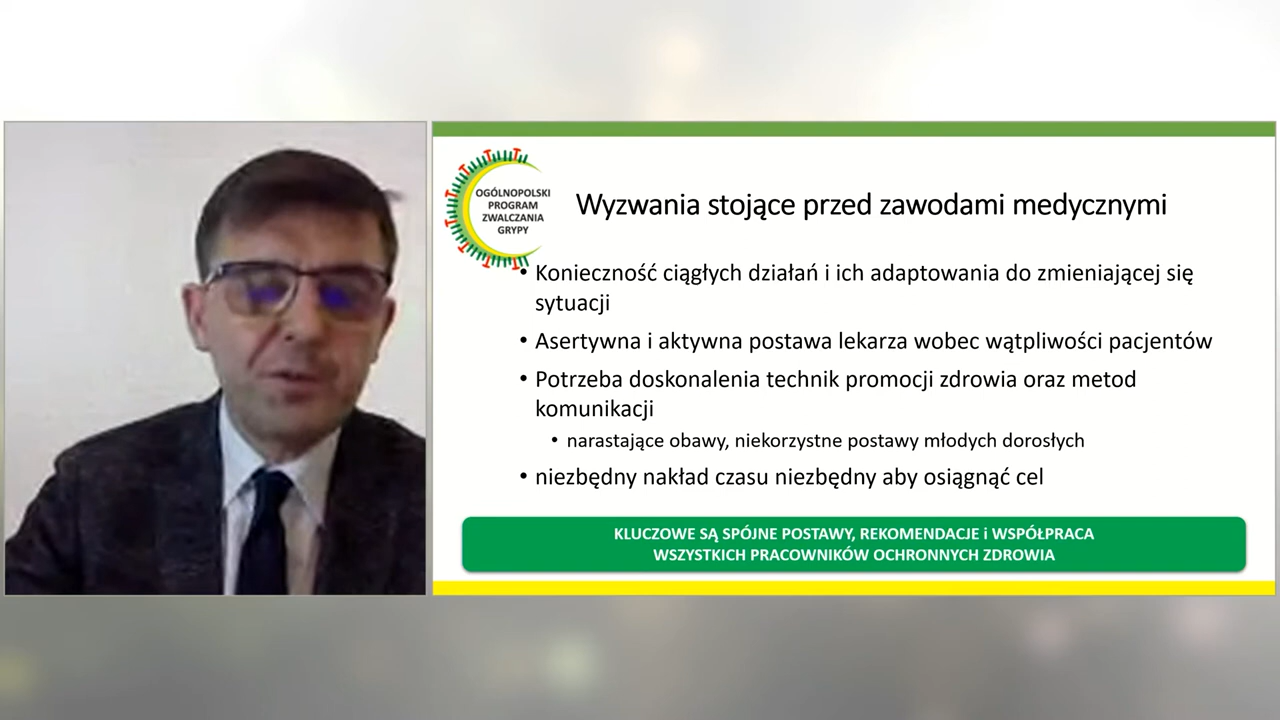 OGÓLNOPOLSKI
PROGRAM
ZWALCZANIA
GRYPY
Wyzwania stojące przed zawodami medycznymi
• Konieczność ciągłych działań i ich adaptowania do zmieniającej się
sytuacji
• Asertywna i aktywna postawa lekarza wobec wątpliwości pacjentów
• Potrzeba doskonalenia technik promocji zdrowia oraz metod
komunikacji
• narastające obawy, niekorzystne postawy młodych dorosłych
• niezbędny nakład czasu niezbędny aby osiągnąć cel
KLUCZOWE SĄ SPÓJNE POSTAWY, REKOMENDACJE i WSPÓŁPRACA
WSZYSTKICH PRACOWNIKÓW OCHRONNYCH ZDROWIA